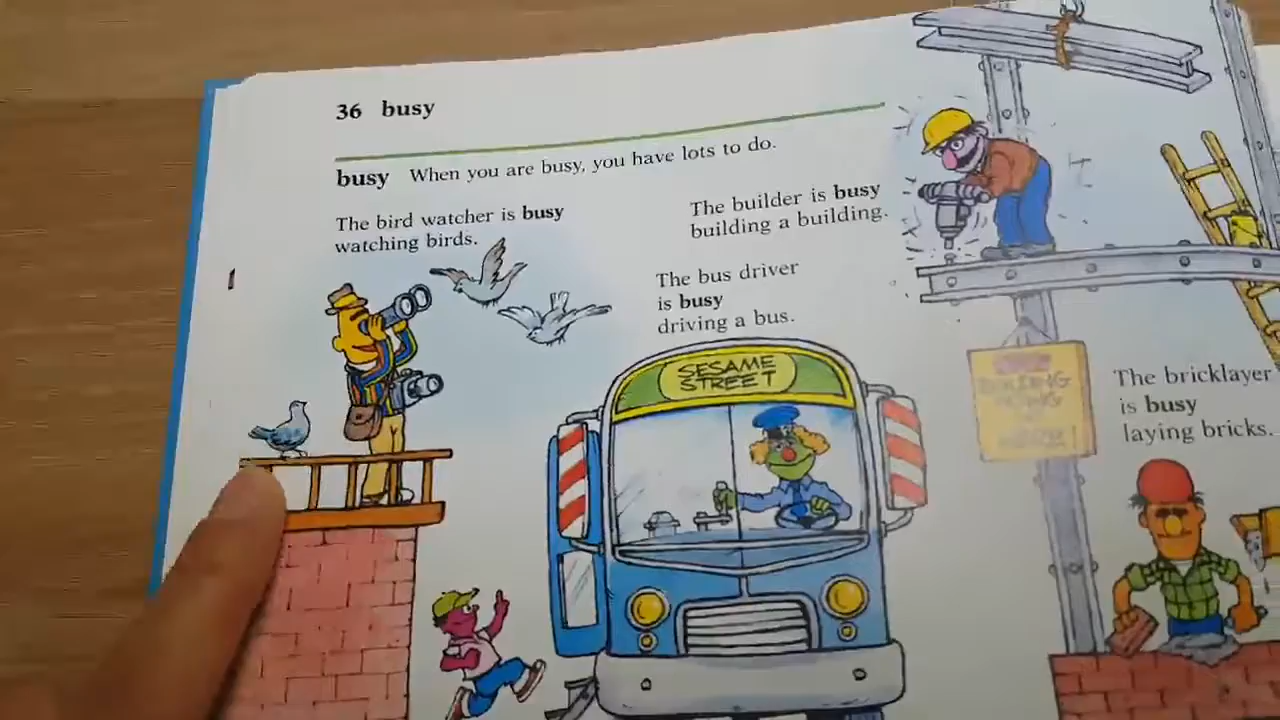 36 busy
busy When you are busy, you have lots to do.
The bird watcher is busy
watching birds.
The builder is busy
building a building.
The bus driver
is busy
driving a bus.
SESAME
STREET
BUILDING
The bricklayer
is busy
laying bricks.